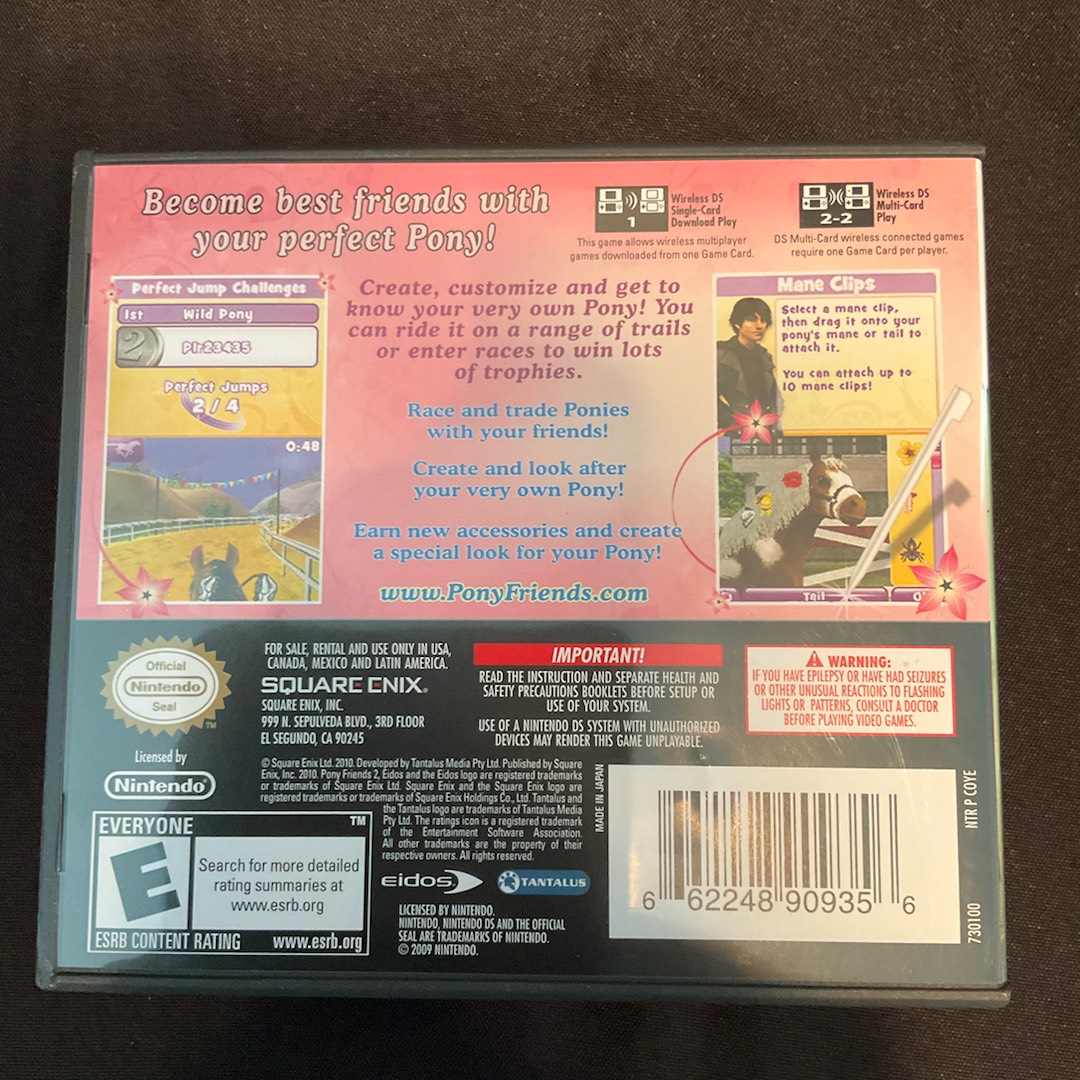 Become best friends with
your perfect Pony!
1
Wireless DS
Single-Card
Download Play
This game allows wireless multiplayer
games downloaded from one Game Card.
2-2
Wireless DS
Multi-Card
Play
DS Multi-Card wireless connected games
require one Game Card per player.
Perfect Jump Challenges
1st Wild Pony
2
Plr23435
Perfect Jumps
2 / 4
0:48
Create, customize and get to
know your very own Pony! You
can ride it on a range of trails
or enter races to win lots
of trophies.
Race and trade Ponies
with your friends!
Create and look after
your very own Pony!
Earn new accessories and create
a special look for your Pony!
www.PonyFriends.com
Mane Clips
Select a mane clip,
then drag it onto your
pony's mane or tail to
attach it.
You can attach up to
10 mane clips!
Tail
Official
Nintendo
Seal
TM
Licensed by
Nintendo®
FOR SALE, RENTAL AND USE ONLY IN USA,
CANADA, MEXICO AND LATIN AMERICA.
SQUARE ENIX®
SQUARE ENIX, INC.
999 N. SEPULVEDA BLVD., 3RD FLOOR
EL SEGUNDO, CA 90245
IMPORTANT!
READ THE INSTRUCTION AND SEPARATE HEALTH AND
SAFETY PRECAUTIONS BOOKLETS BEFORE SETUP OR
USE OF YOUR SYSTEM.
USE OF A NINTENDO DS SYSTEM WITH UNAUTHORIZED
DEVICES MAY RENDER THIS GAME UNPLAYABLE.
WARNING:
IF YOU HAVE EPILEPSY OR HAVE HAD SEIZURES
OR OTHER UNUSUAL REACTIONS TO FLASHING
LIGHTS OR PATTERNS, CONSULT A DOCTOR
BEFORE PLAYING VIDEO GAMES.
© Square Enix Ltd. 2010. Developed by Tantalus Media Pty Ltd. Published by Square
Enix, Inc. 2010. Pony Friends 2, Eidos and the Eidos logo are registered trademarks
or trademarks of Square Enix Ltd. Square Enix and the Square Enix logo are
registered trademarks or trademarks of Square Enix Holdings Co., Ltd. Tantalus and
the Tantalus logo are trademarks of Tantalus Media
Pty Ltd. The ratings icon is a registered trademark
of the Entertainment Software Association.
All other trademarks are the property of their
respective owners. All rights reserved.
eidos
TANTALUS
LICENSED BY NINTENDO.
NINTENDO, NINTENDO DS AND THE OFFICIAL
SEAL ARE TRADEMARKS OF NINTENDO.
© 2009 NINTENDO.
EVERYONE TM
E
Search for more detailed
rating summaries at
www.esrb.org
ESRB CONTENT RATING www.esrb.org
MADE IN JAPAN
6 62248 90935 6
NTR P COYE
730100